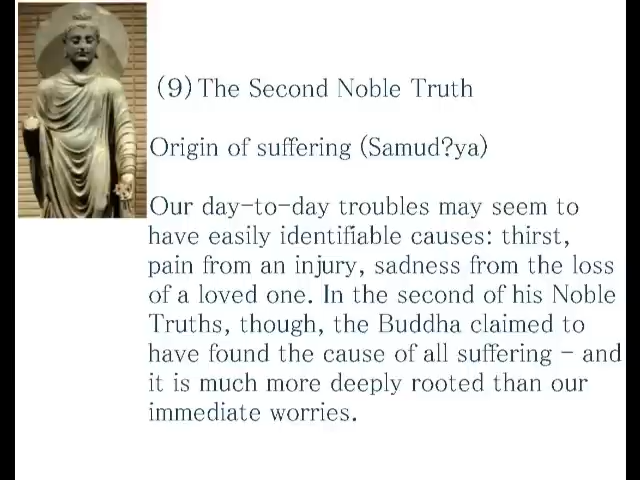 (9) The Second Noble Truth
Origin of suffering (Samud?ya)
Our day-to-day troubles may seem to
have easily identifiable causes: thirst,
pain from an injury, sadness from the loss
of a loved one. In the second of his Noble
Truths, though, the Buddha claimed to
have found the cause of all suffering - and
it is much more deeply rooted than our
immediate worries.